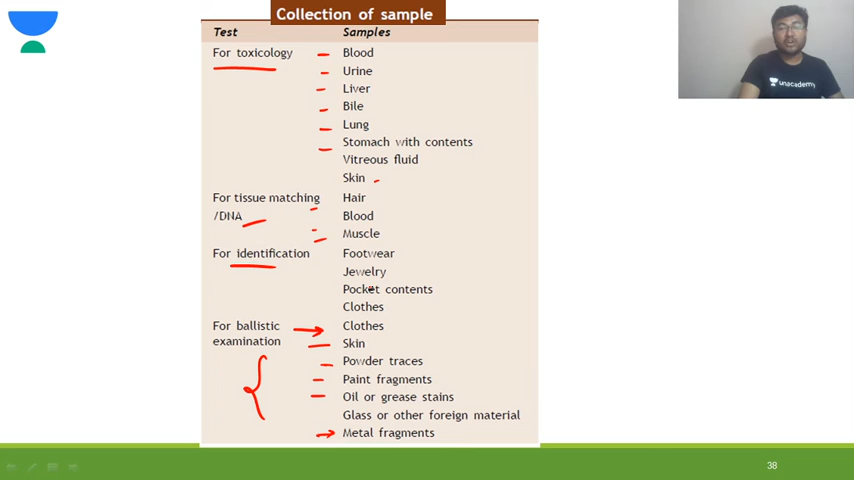 Collection of sample
Test Samples
For toxicology Blood
Urine
Liver
Bile
Lung
Stomach with contents
Vitreous fluid
Skin
For tissue matching Hair
/DNA Blood
Muscle
For identification Footwear
Jewelry
Pocket contents
Clothes
For ballistic Clothes
examination Skin
Powder traces
Paint fragments
Oil or grease stains
Glass or other foreign material
Metal fragments
unacademy
38